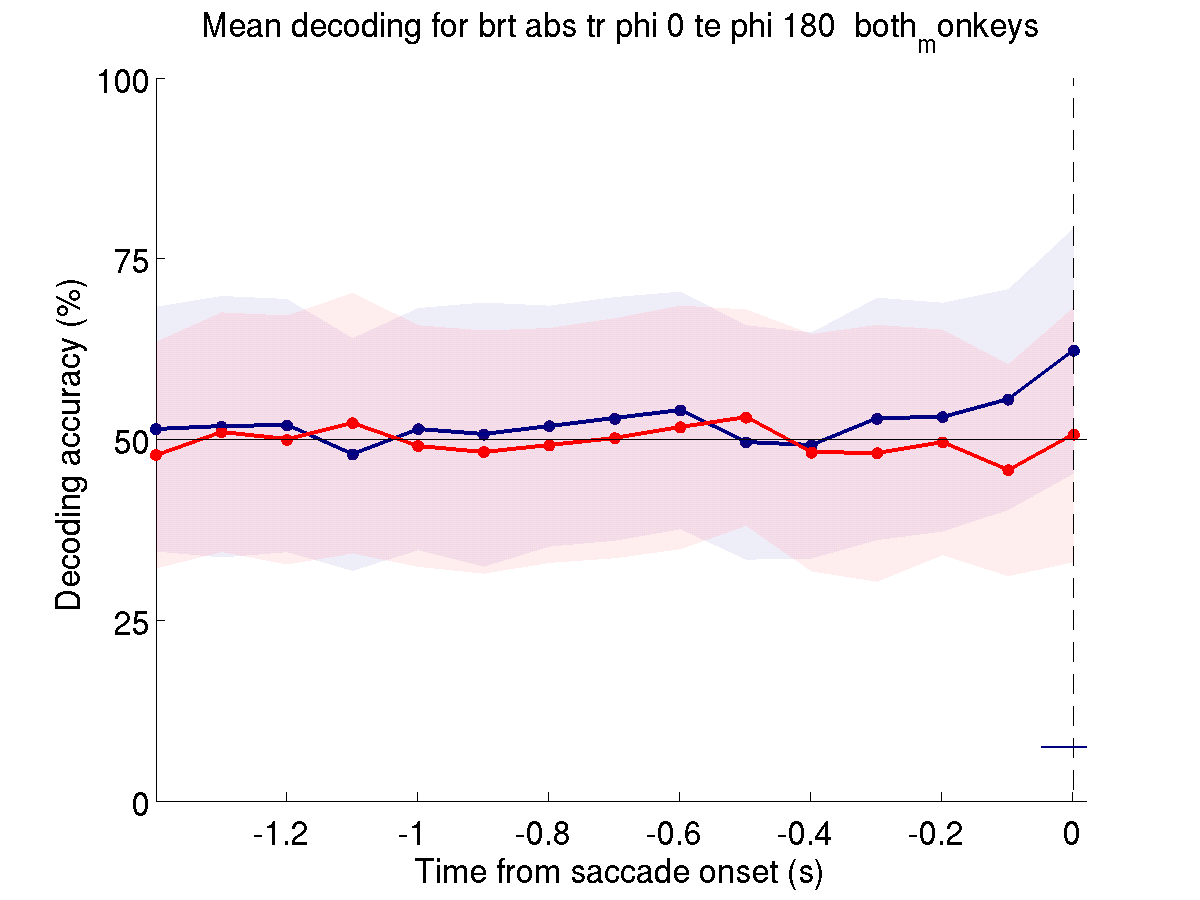 Mean decoding for brt abs tr phi 0 te phi 180  both_monkeys
100
75
50
25
0
Decoding accuracy (%)
-1.2 -1 -0.8 -0.6 -0.4 -0.2 0
Time from saccade onset (s)